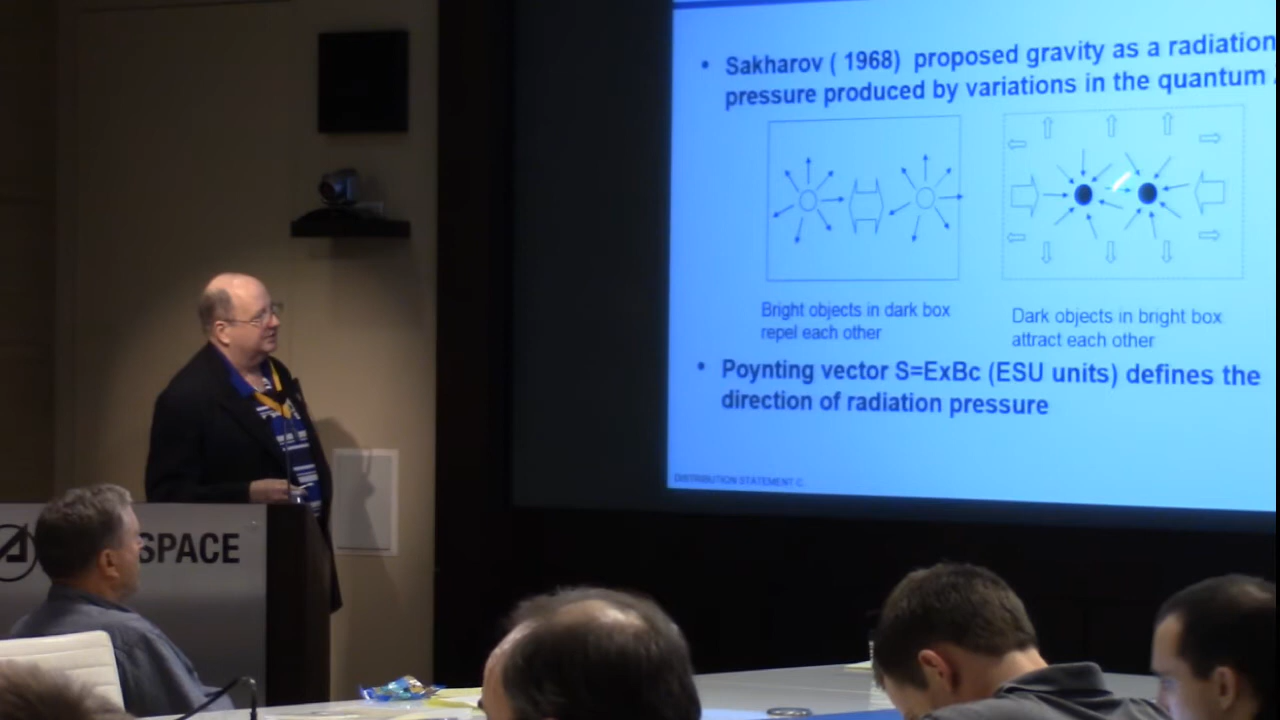 • Sakharov ( 1968) proposed gravity as a radiation
pressure produced by variations in the quantum
Bright objects in dark box
repel each other
Dark objects in bright box
attract each other
• Poynting vector S=ExBc (ESU units) defines the
direction of radiation pressure
DISTRIBUTION STATEMENT C.
SPACE